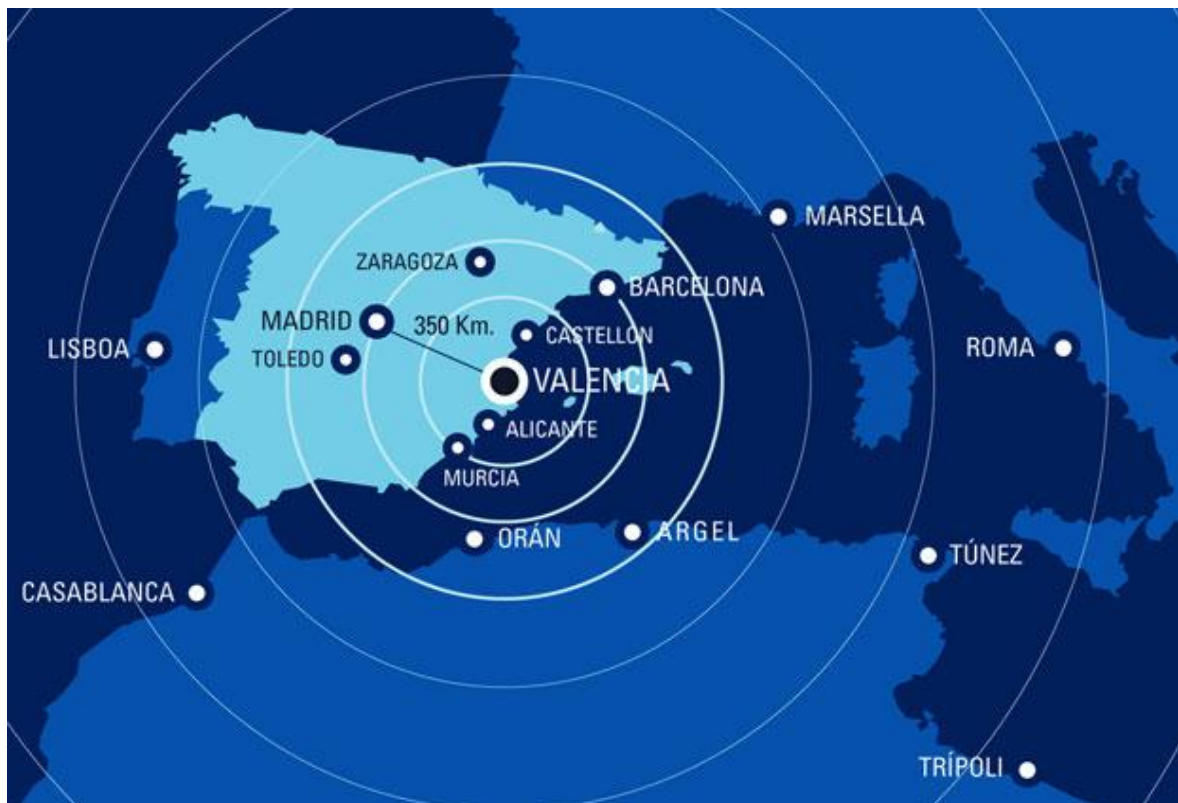 MARSELLA
ZARAGOZA
BARCELONA
MADRID
350 Km.
CASTELLÓN
LISBOA
TOLEDO
ROMA
VALENCIA
ALICANTE
MURCIA
ORÁN
ARGEL
TÚNEZ
CASABLANCA
TRÍPOLI